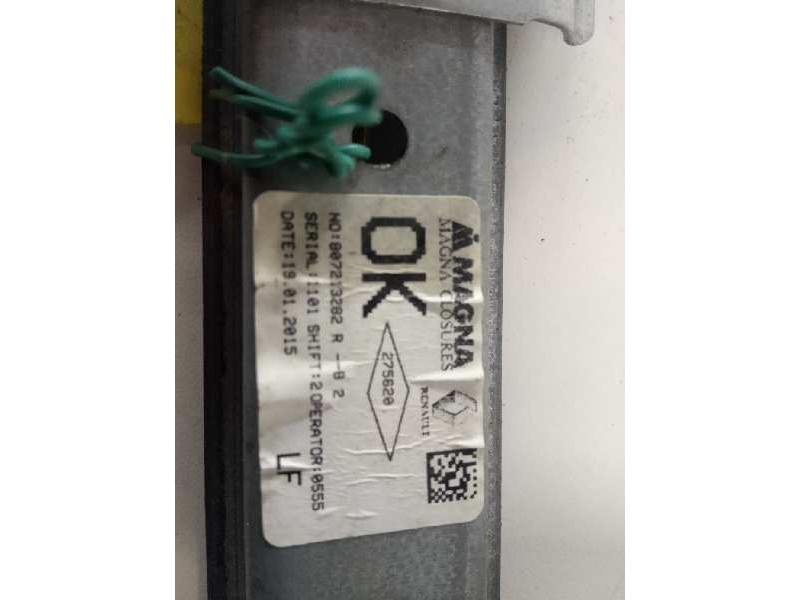 MAGNA
MAGNA CLOSURES
RENAULT
OK
275620
NO:807213282 R --B 2
SERIAL:1101 SHIFT:2 OPERATOR:0555
DATE:19.01.2015
LF